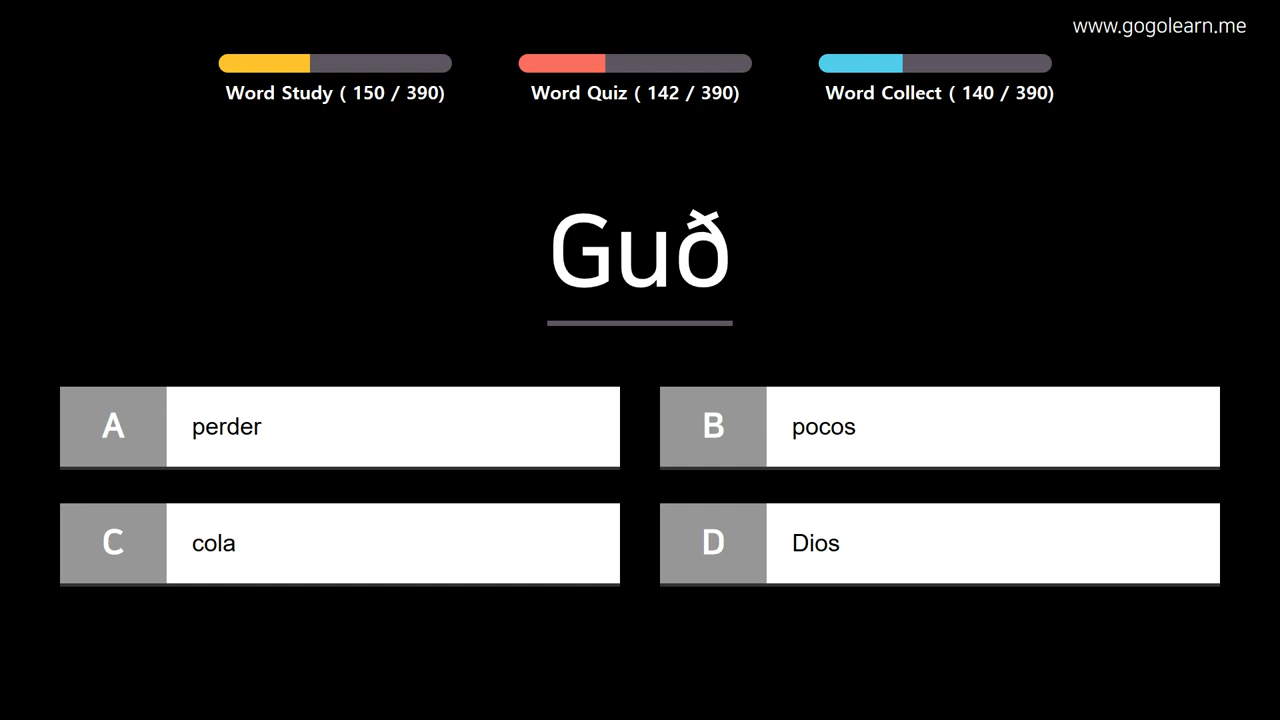 www.gogolearn.me
Word Study ( 150 / 390)
Word Quiz ( 142 / 390)
Word Collect ( 140 / 390)
Guð
A perder
B pocos
C cola
D Dios